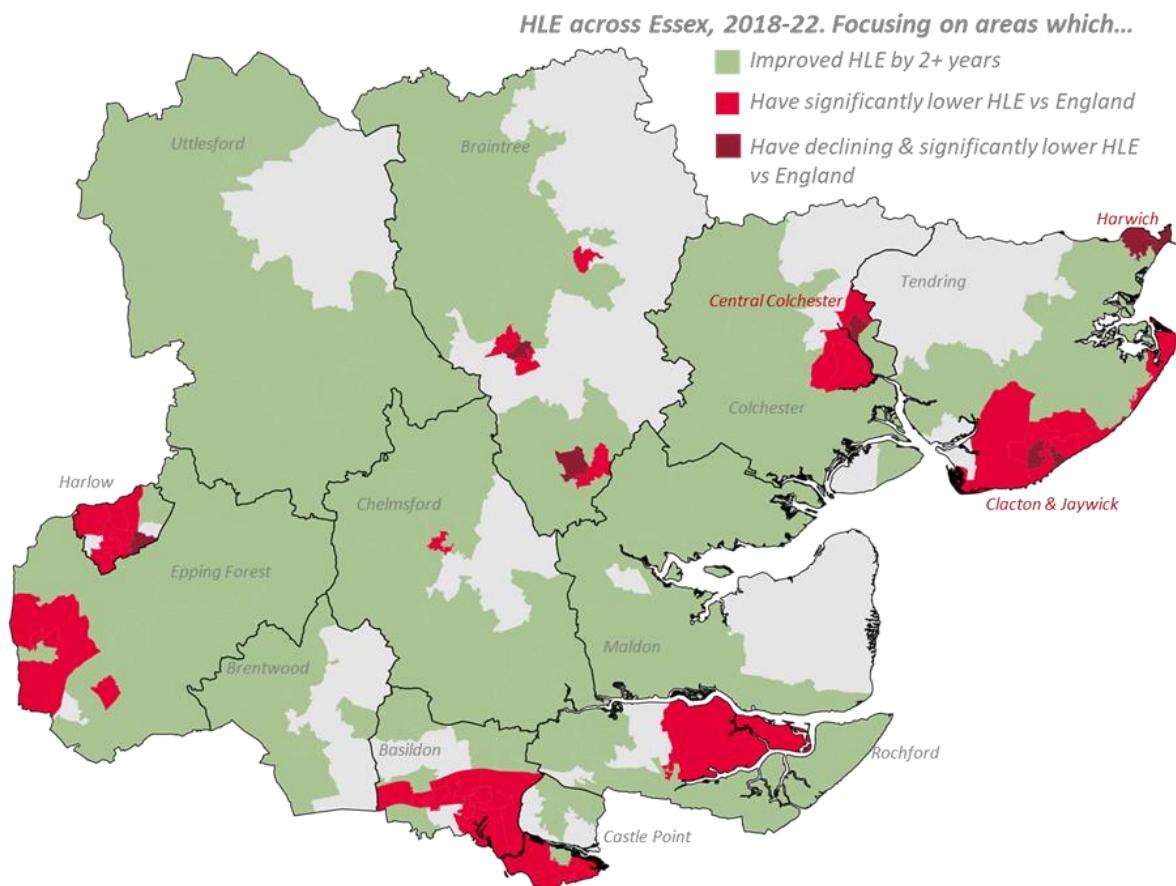 HLE across Essex, 2018-22. Focusing on areas which...
Improved HLE by 2+ years
Have significantly lower HLE vs England
Have declining & significantly lower HLE
vs England
Uttlesford
Braintree
Harwich
Tendring
Central Colchester
Colchester
Harlow
Chelmsford
Clacton & Jaywick
Epping Forest
Maldon
Brentwood
Basildon
Rochford
Castle Point